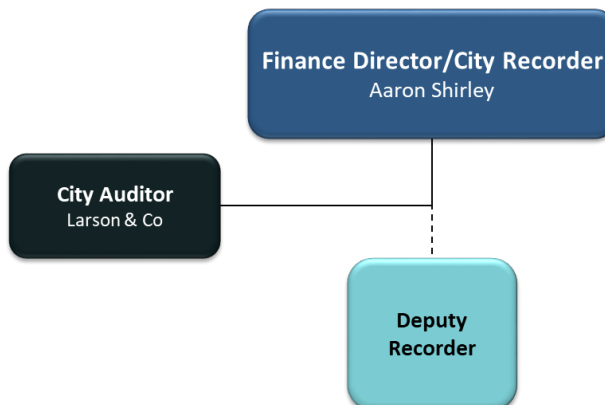 Finance Director/City Recorder
Aaron Shirley
City Auditor
Larson & Co
Deputy
Recorder